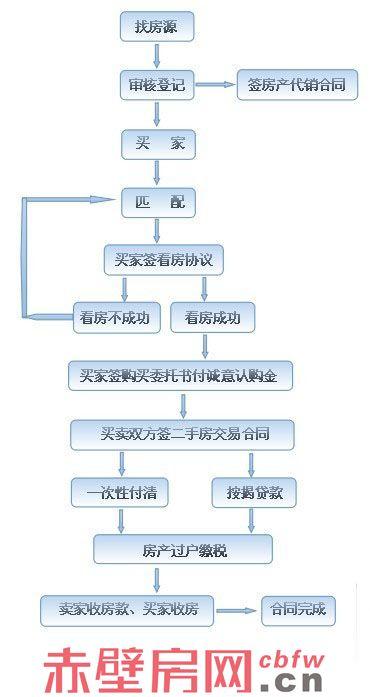 找房源
审核登记
签房产代销合同
买 家
匹 配
买家签看房协议
看房不成功
看房成功
买家签购买委托书付诚意认购金
买卖双方签二手房交易合同
一次性付清
按揭贷款
房产过户缴税
卖家收房款、买家收房
合同完成
赤壁房网cbfw.cn